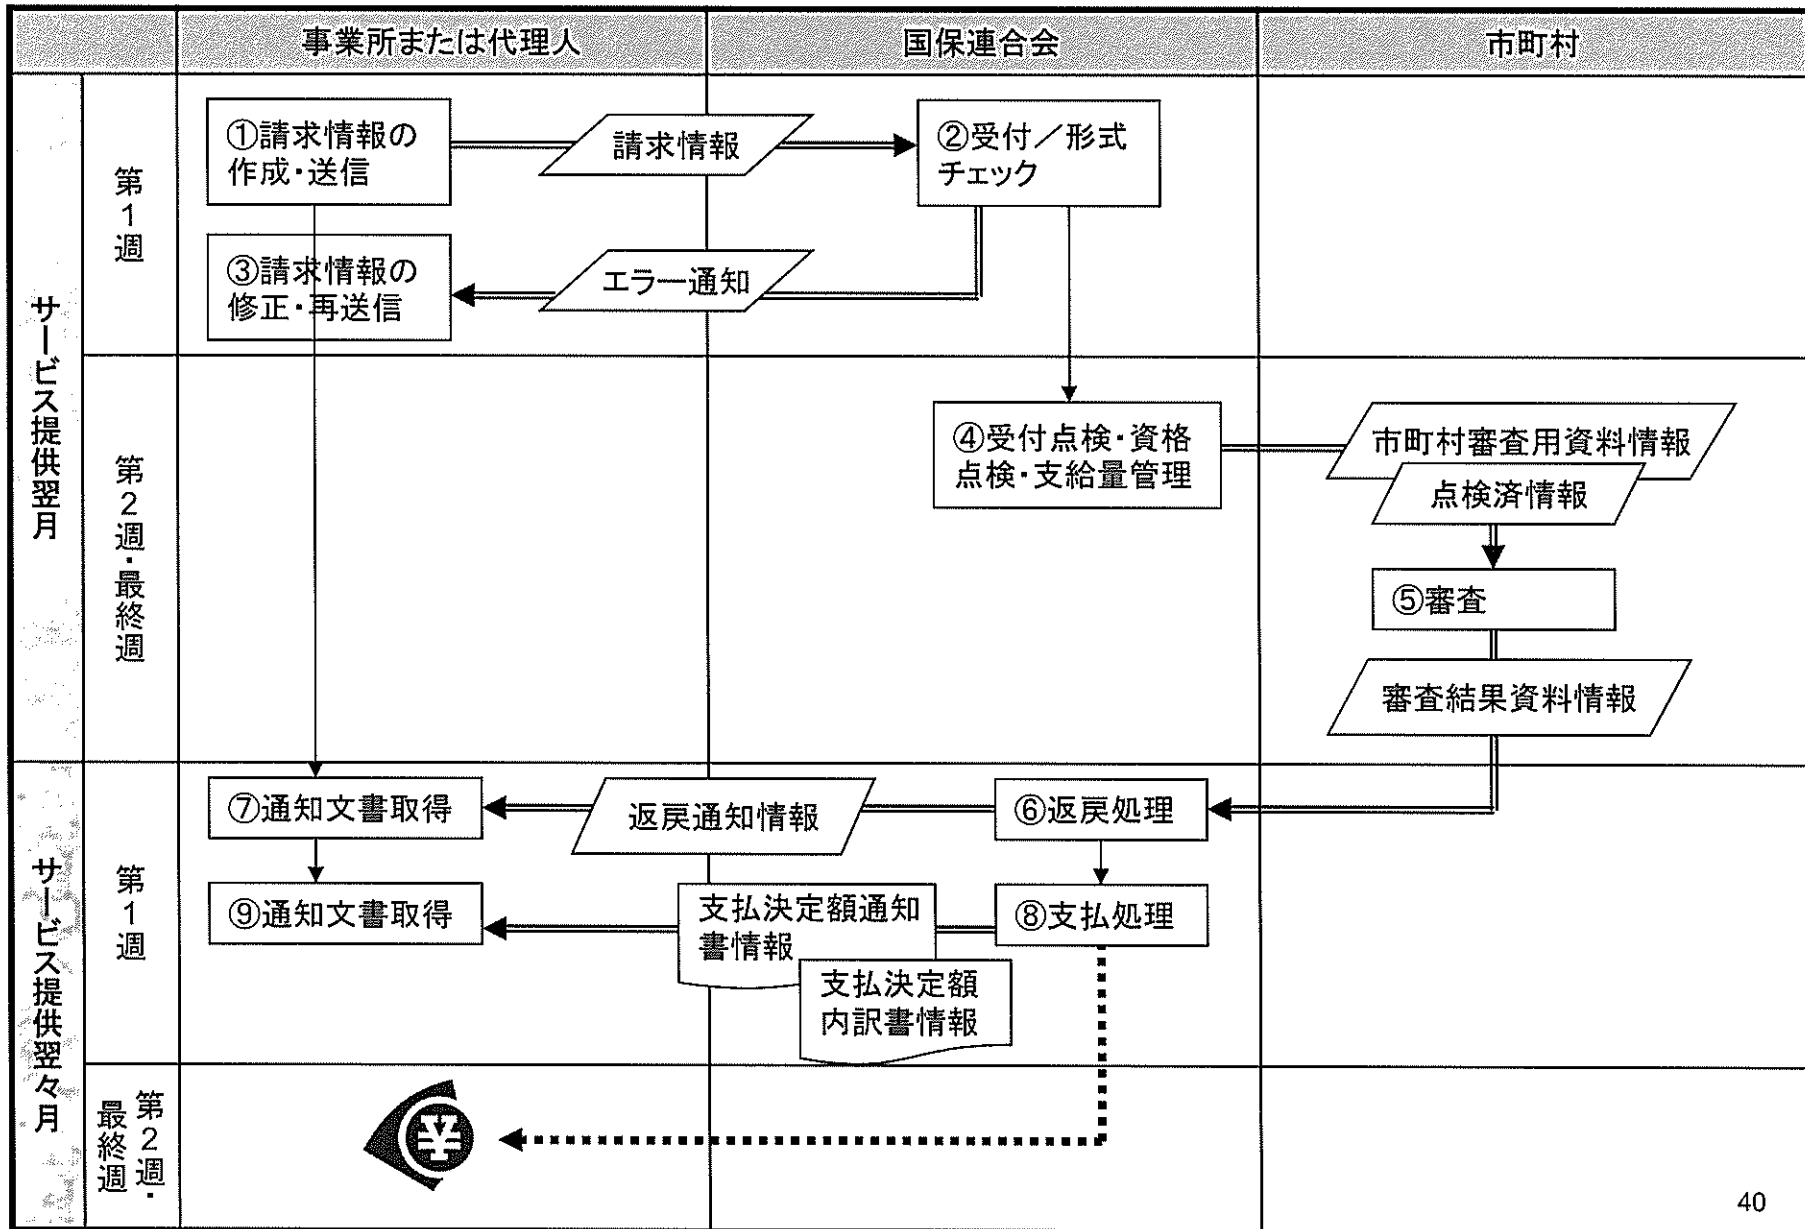 事業所または代理人
国保連合会
市町村
サービス提供翌月
第1週
①請求情報の
作成・送信
請求情報
②受付／形式
チェック
③請求情報の
修正・再送信
エラー通知
第2週・最終週
④受付点検・資格
点検・支給量管理
市町村審査用資料情報
点検済情報
⑤審査
審査結果資料情報
サービス提供翌々月
第1週
⑦通知文書取得
返戻通知情報
⑥返戻処理
⑨通知文書取得
支払決定額通知
書情報
⑧支払処理
支払決定額
内訳書情報
第2週・
最終週
¥
40